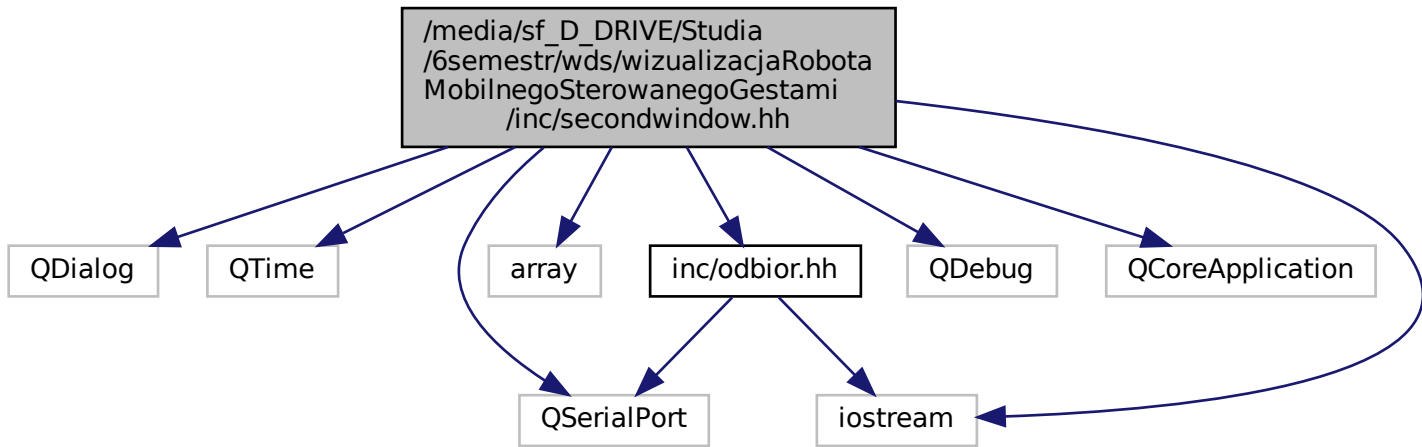 /media/sf_D_DRIVE/Studia
/6semestr/wds/wizualizacjaRobota
MobilnegoSterowanegoGestami
/inc/secondwindow.hh
QDialog
QTime
array
inc/odbior.hh
QDebug
QCoreApplication
QSerialPort
iostream